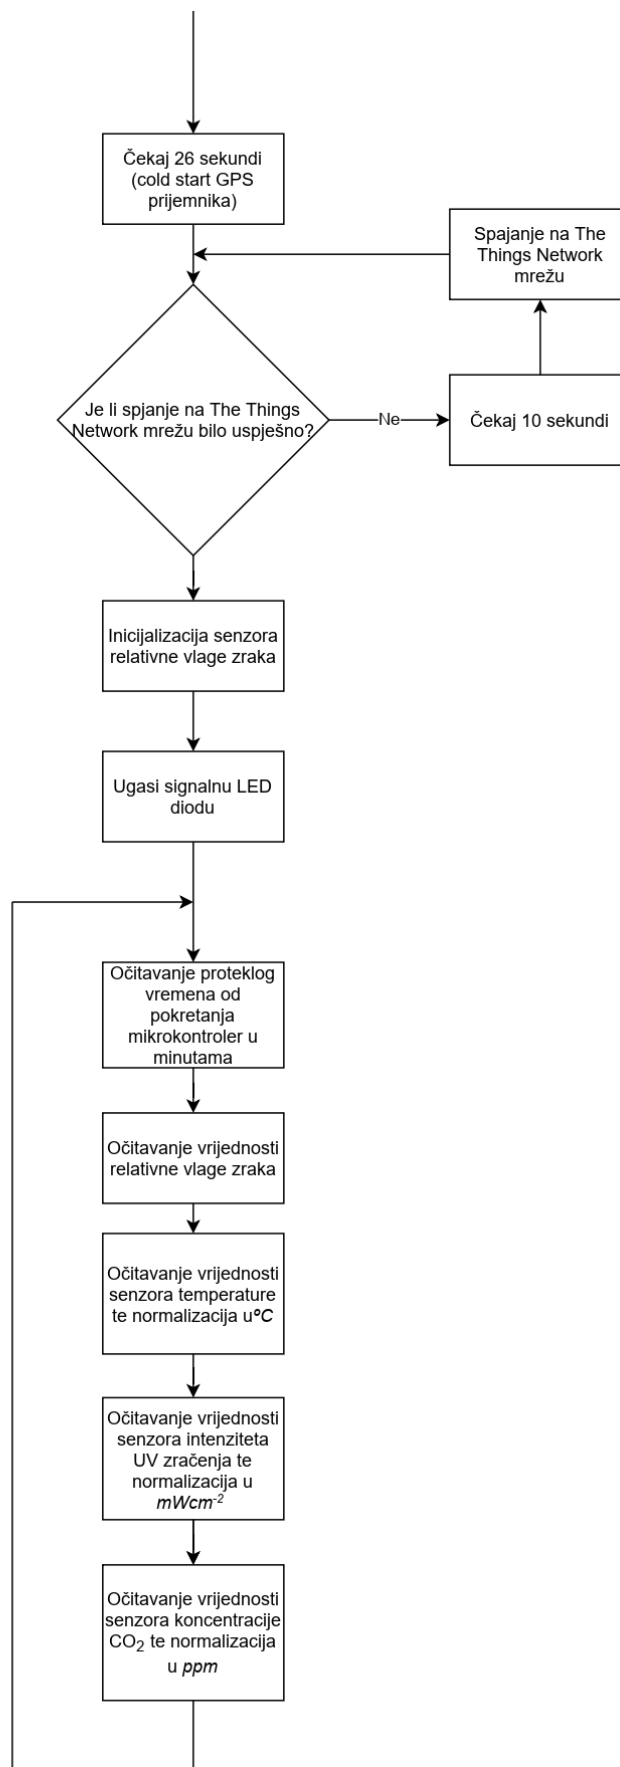 Čekaj 26 sekundi
(cold start GPS
prijemnika)
Spajanje na The
Things Network
mrežu
Je li spjanje na The Things
Network mrežu bilo uspješno?
Ne
Čekaj 10 sekundi
Inicijalizacija senzora
relativne vlage zraka
Ugasi signalnu LED
diodu
Očitavanje proteklog
vremena od
pokretanja
mikrokontroler u
minutama
Očitavanje vrijednosti
relativne vlage zraka
Očitavanje vrijednosti
senzora temperature
te normalizacija uºC
Očitavanje vrijednosti
senzora intenziteta
UV zračenja te
normalizacija u
mWcm⁻²
Očitavanje vrijednosti
senzora koncentracije
CO₂ te normalizacija
u ppm